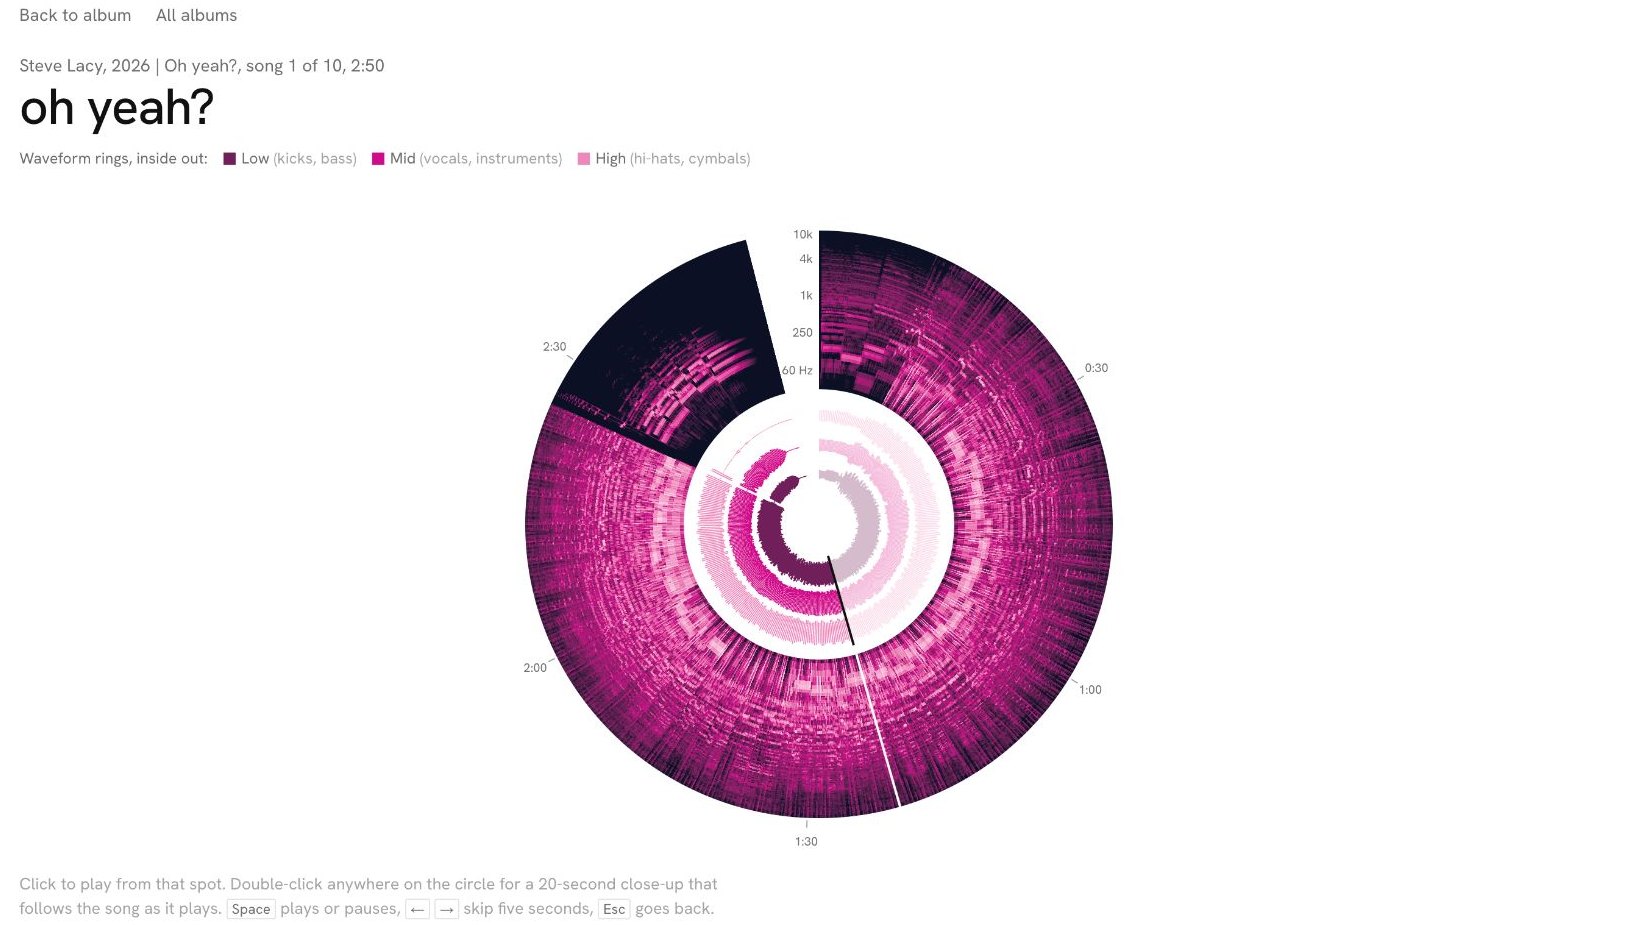 Back to album All albums
Steve Lacy, 2026 | Oh yeah?, song 1 of 10, 2:50
oh yeah?
Waveform rings, inside out: Low (kicks, bass) Mid (vocals, instruments) High (hi-hats, cymbals)
10k
4k
1k
250
60 Hz
0:30
1:00
1:30
2:00
2:30
Click to play from that spot. Double-click anywhere on the circle for a 20-second close-up that
follows the song as it plays. Space plays or pauses, ← → skip five seconds, Esc goes back.